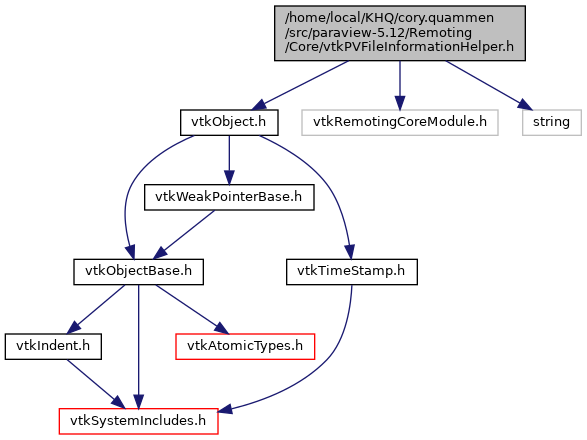 /home/local/KHQ/cory.quammen
/src/paraview-5.12/Remoting
/Core/vtkPVFileInformationHelper.h
vtkObject.h
vtkRemotingCoreModule.h
string
vtkWeakPointerBase.h
vtkObjectBase.h
vtkTimeStamp.h
vtkIndent.h
vtkAtomicTypes.h
vtkSystemIncludes.h